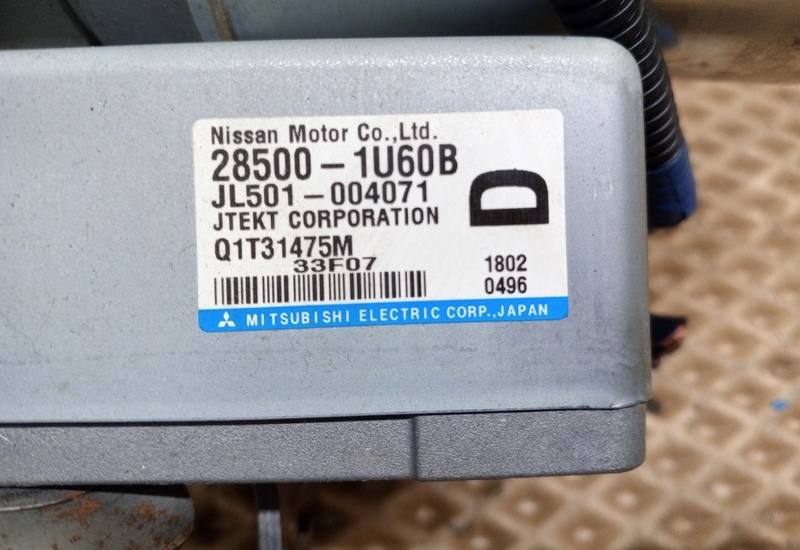 Nissan Motor Co.,Ltd.
28500-1U60B
JL501-004071
D
JTEKT CORPORATION
Q1T31475M
33F07
1802
0496
MITSUBISHI ELECTRIC CORP.,JAPAN